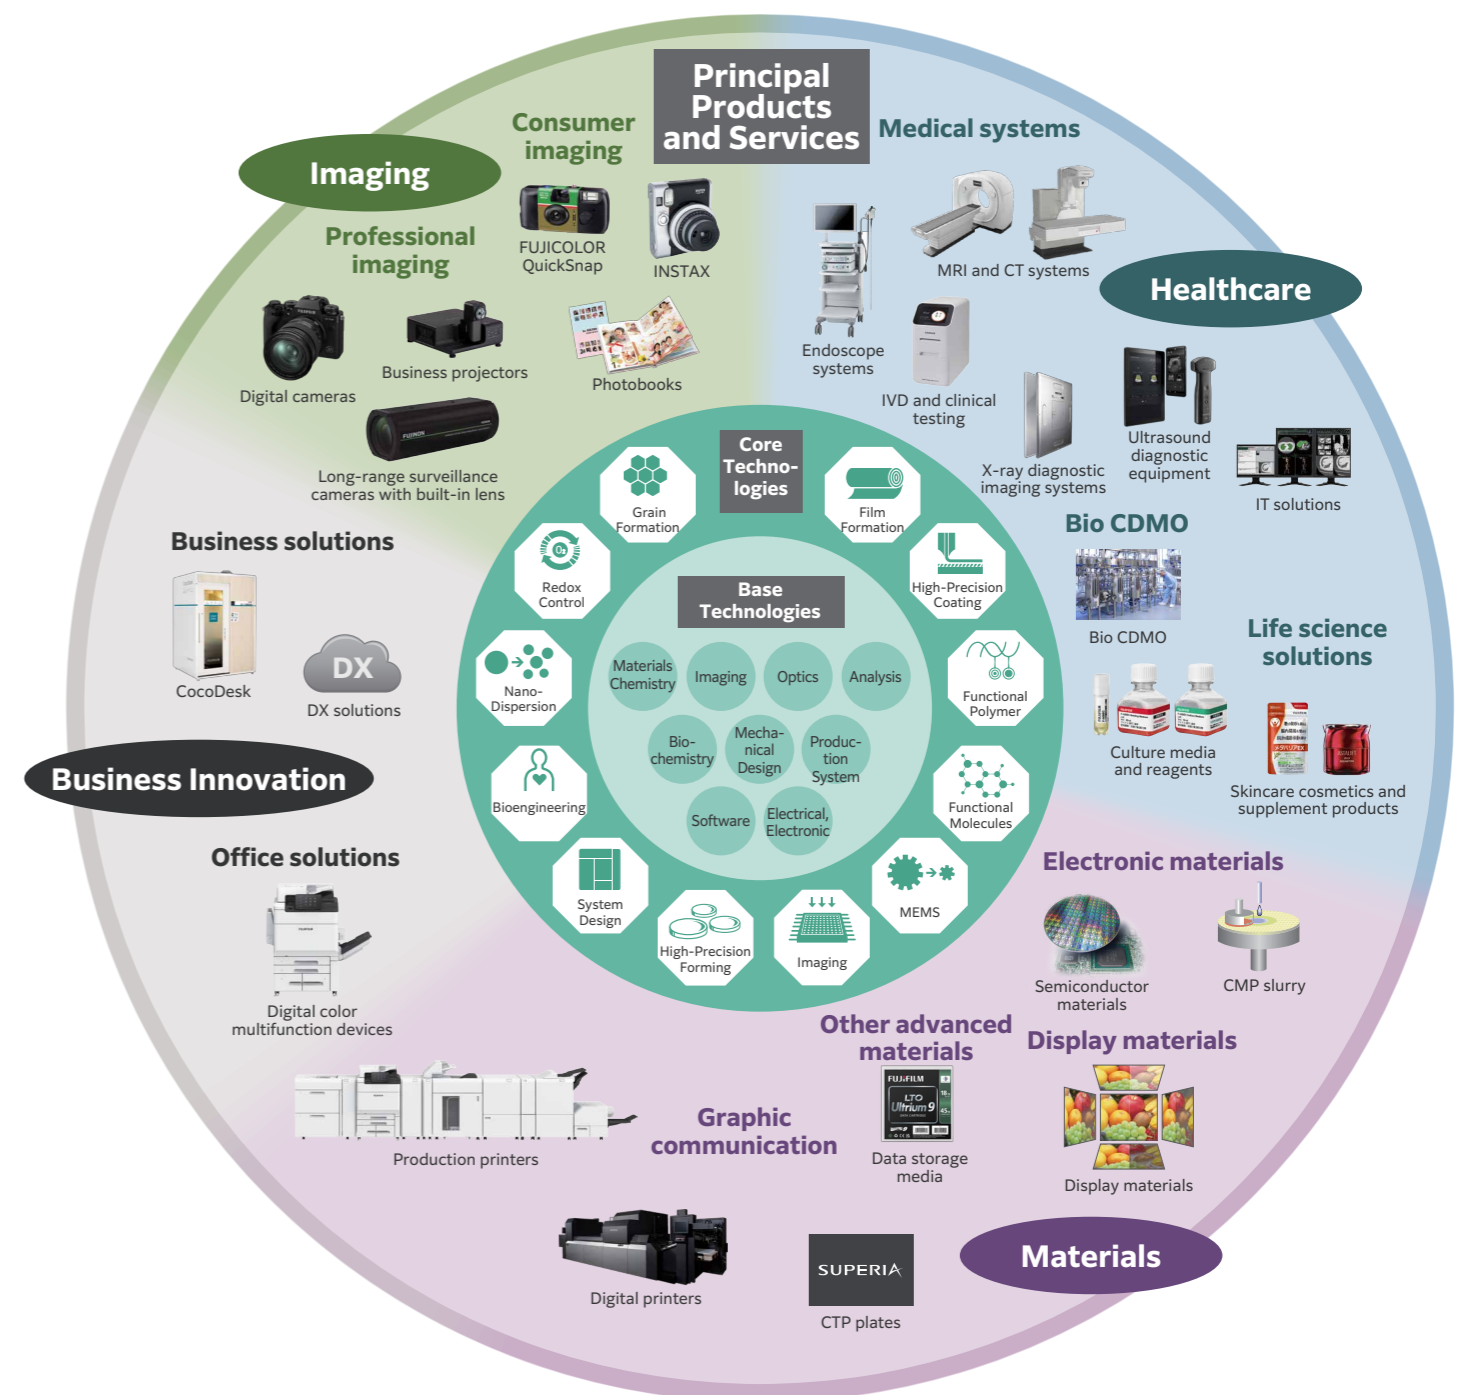 Principal
Products
and Services
Imaging
Consumer
imaging
FUJICOLOR
QuickSnap
INSTAX
Photobooks
Professional
imaging
Digital cameras
Business projectors
FUJINON
Long-range surveillance
cameras with built-in lens
Medical systems
Healthcare
Endoscope
systems
MRI and CT systems
IVD and clinical
testing
X-ray diagnostic
imaging systems
Ultrasound
diagnostic
equipment
IT solutions
Bio CDMO
Bio CDMO
Life science
solutions
Culture media
and reagents
Skincare cosmetics and
supplement products
Business solutions
CocoDesk
DX
DX solutions
Business Innovation
Office solutions
Digital color
multifunction devices
Core
Techno-
logies
Grain
Formation
Film
Formation
Redox
Control
O₂
High-Precision
Coating
Nano-
Dispersion
Functional
Polymer
Bioengineering
Functional
Molecules
System
Design
MEMS
High-Precision
Forming
Imaging
Base
Technologies
Materials
Chemistry
Imaging
Optics
Analysis
Bio-
chemistry
Mecha-
nical
Design
Produc-
tion
System
Software
Electrical,
Electronic
Electronic materials
Semiconductor
materials
CMP slurry
Other advanced
materials
FUJIFILM
LTO
Ultrium 9
Data storage
media
Display materials
Display materials
Graphic
communication
Production printers
Digital printers
SUPERIA
CTP plates
Materials